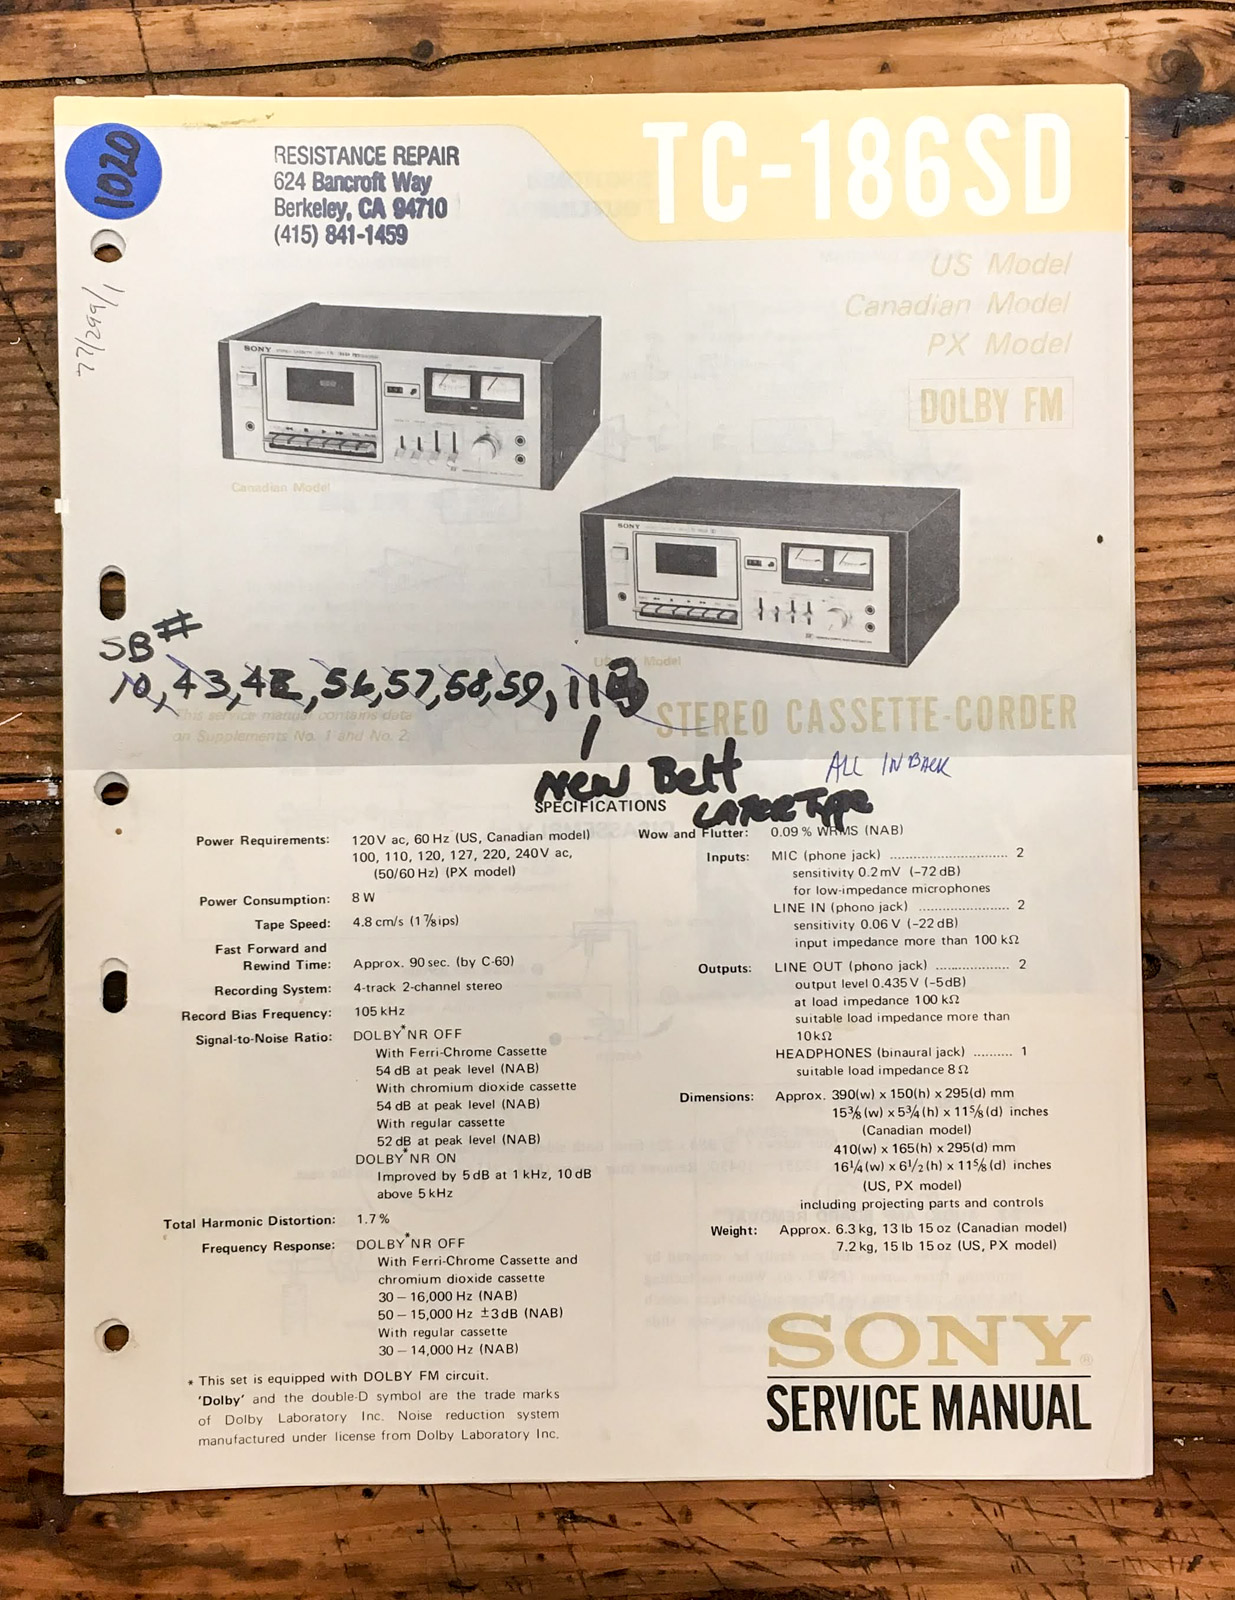 1020
RESISTANCE REPAIR
624 Bancroft Way
Berkeley, CA 94710
(415) 841-1459
TC-186SD
US Model
Canadian Model
PX Model
DOLBY FM
77/299/1
SONY
Canadian Model
SONY
Model
SB#
10, 43, 42, 56, 57, 58, 59, 113
This service manual contains data
on Supplements No. 1 and No. 2.
STEREO CASSETTE-CORDER
New Belt
LATER Type
ALL IN BACK
SPECIFICATIONS
Power Requirements: 120V ac, 60 Hz (US, Canadian model)
100, 110, 120, 127, 220, 240V ac,
(50/60 Hz) (PX model)
Power Consumption: 8 W
Tape Speed: 4.8 cm/s (1 7/8 ips)
Fast Forward and
Rewind Time: Approx. 90 sec. (by C-60)
Recording System: 4-track 2-channel stereo
Record Bias Frequency: 105 kHz
Signal-to-Noise Ratio: DOLBY* NR OFF
With Ferri-Chrome Cassette
54 dB at peak level (NAB)
With chromium dioxide cassette
54 dB at peak level (NAB)
With regular cassette
52 dB at peak level (NAB)
DOLBY* NR ON
Improved by 5 dB at 1 kHz, 10 dB
above 5 kHz
Total Harmonic Distortion: 1.7 %
Frequency Response: DOLBY* NR OFF
With Ferri-Chrome Cassette and
chromium dioxide cassette
30 – 16,000 Hz (NAB)
50 – 15,000 Hz ±3 dB (NAB)
With regular cassette
30 – 14,000 Hz (NAB)
* This set is equipped with DOLBY FM circuit.
'Dolby' and the double-D symbol are the trade marks
of Dolby Laboratory Inc. Noise reduction system
manufactured under license from Dolby Laboratory Inc.
Wow and Flutter: 0.09 % WRMS (NAB)
Inputs: MIC (phone jack) .............................. 2
sensitivity 0.2 mV (−72 dB)
for low-impedance microphones
LINE IN (phono jack) ....................... 2
sensitivity 0.06 V (−22 dB)
input impedance more than 100 kΩ
Outputs: LINE OUT (phono jack) ................... 2
output level 0.435 V (−5dB)
at load impedance 100 kΩ
suitable load impedance more than
10 kΩ
HEADPHONES (binaural jack) .......... 1
suitable load impedance 8 Ω
Dimensions: Approx. 390(w) x 150(h) x 295(d) mm
15 3/8 (w) x 5 3/4 (h) x 11 5/8 (d) inches
(Canadian model)
410(w) x 165(h) x 295(d) mm
16 1/4 (w) x 6 1/2 (h) x 11 5/8 (d) inches
(US, PX model)
including projecting parts and controls
Weight: Approx. 6.3 kg, 13 lb 15 oz (Canadian model)
7.2 kg, 15 lb 15 oz (US, PX model)
SONY®
SERVICE MANUAL